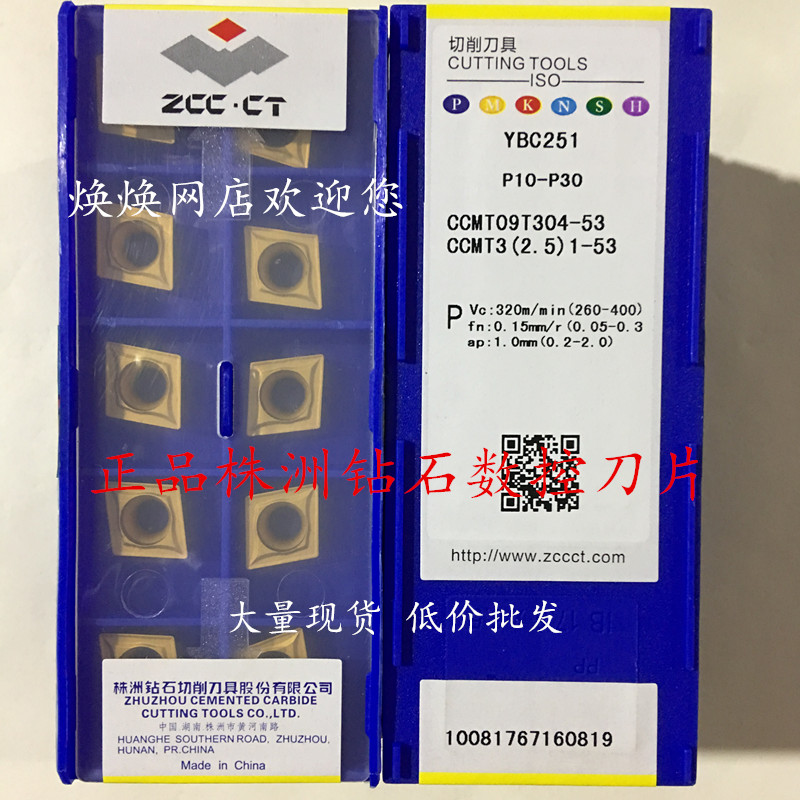 ZCC·CT
焕焕网店欢迎您
正品株洲钻石数控刀片
大量现货 低价批发
株洲钻石切削刀具股份有限公司
ZHUZHOU CEMENTED CARBIDE
CUTTING TOOLS CO.,LTD.
中国.湖南.株洲市黄河南路
HUANGHE SOUTHERN ROAD, ZHUZHOU,
HUNAN, PR.CHINA
Made in China
切削刀具
CUTTING TOOLS
ISO
P M K N S H
YBC251
P10-P30
CCMT09T304-53
CCMT3(2.5)1-53
P
Vc:320m/min(260-400)
fn:0.15mm/r(0.05-0.3
ap:1.0mm(0.2-2.0)
http://www.zccct.com
10081767160819